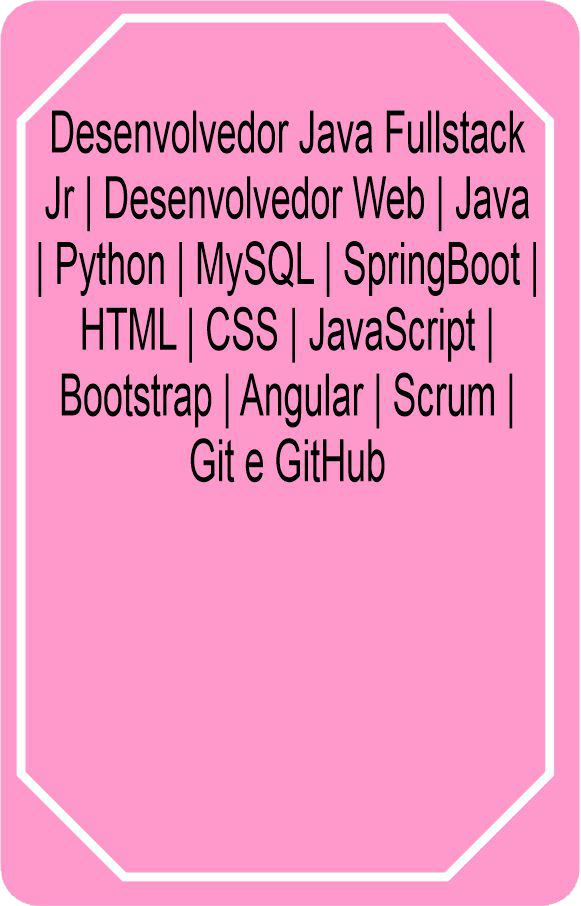 Desenvolvedor Java Fullstack
Jr | Desenvolvedor Web | Java
| Python | MySQL | SpringBoot |
HTML | CSS | JavaScript |
Bootstrap | Angular | Scrum |
Git e GitHub